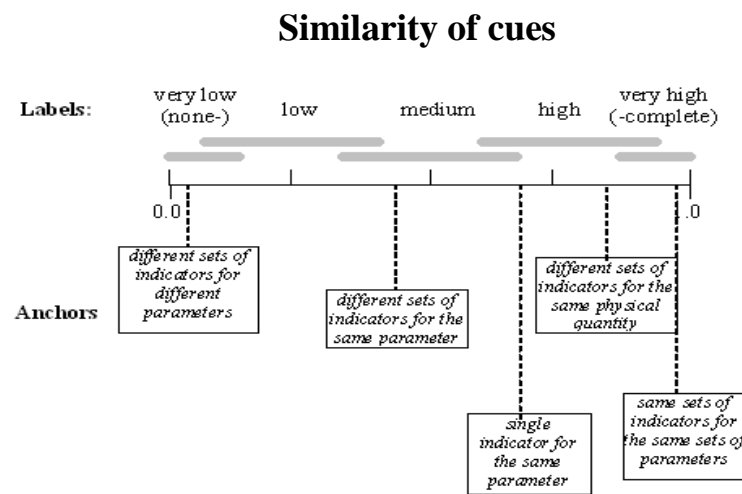 Similarity of cues
Labels:
very low
(none-)
low
medium
high
very high
(-complete)
0.0
1.0
Anchors
different sets of
indicators for
different
parameters
different sets of
indicators for the
same parameter
single
indicator for
the same
parameter
different sets of
indicators for the
same physical
quantity
same sets of
indicators for
the same sets of
parameters